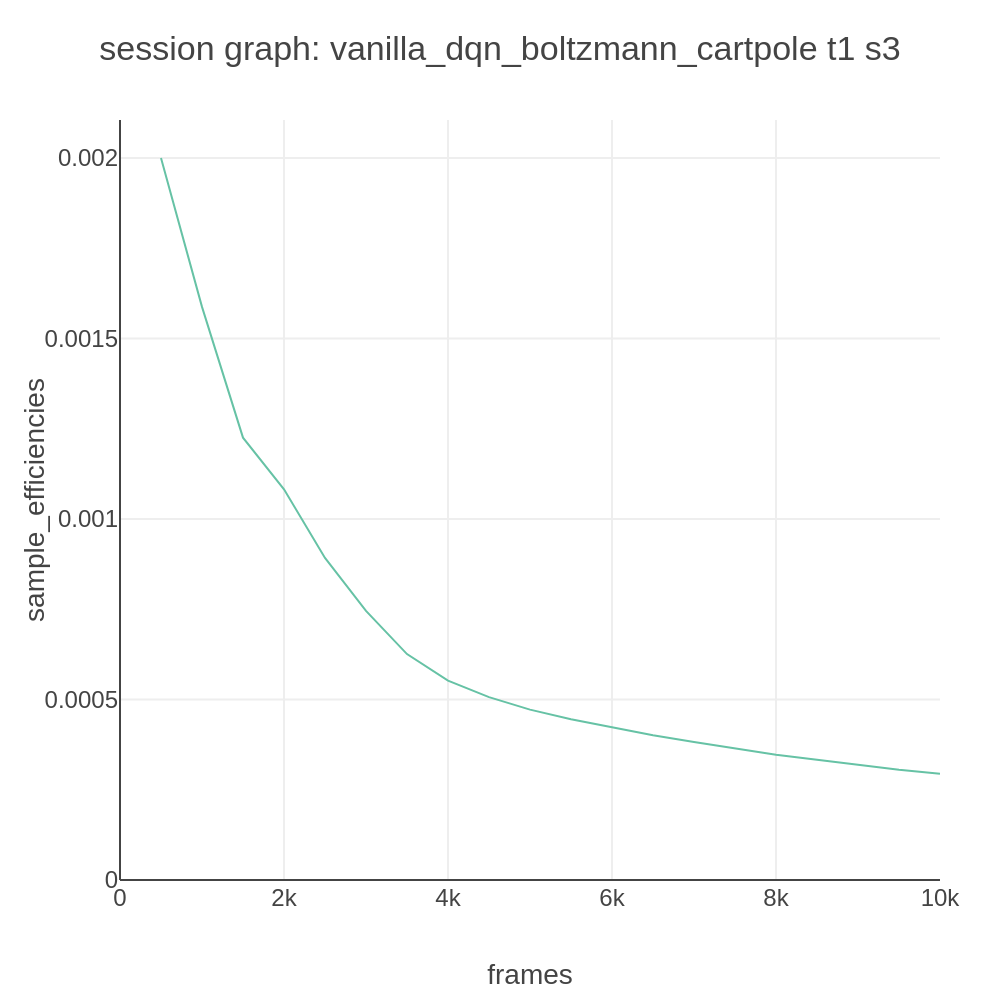 session graph: vanilla_dqn_boltzmann_cartpole t1 s3
0.002
0.0015
0.001
0.0005
0
sample_efficiencies
0 2k 4k 6k 8k 10k
frames